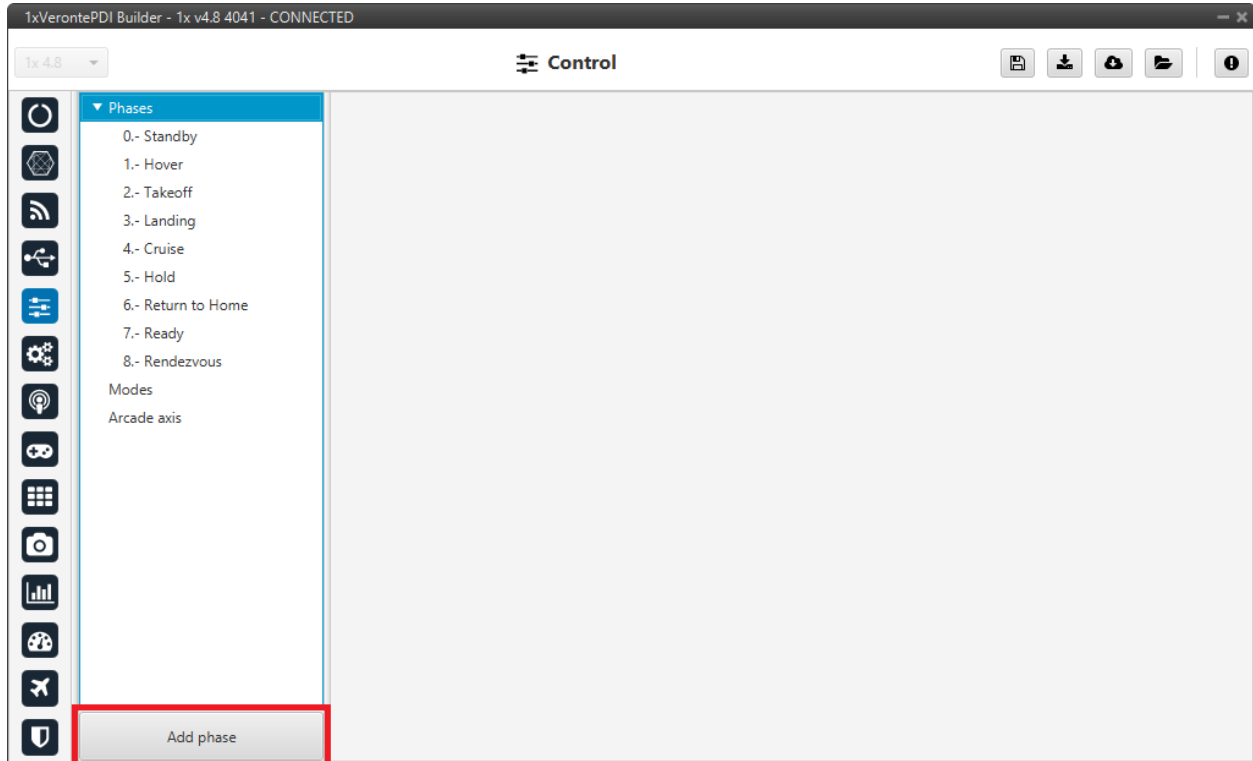 1xVerontePDI Builder - 1x v4.8 4041 - CONNECTED
1x 4.8
Control
Phases
0.- Standby
1.- Hover
2.- Takeoff
3.- Landing
4.- Cruise
5.- Hold
6.- Return to Home
7.- Ready
8.- Rendezvous
Modes
Arcade axis
Add phase